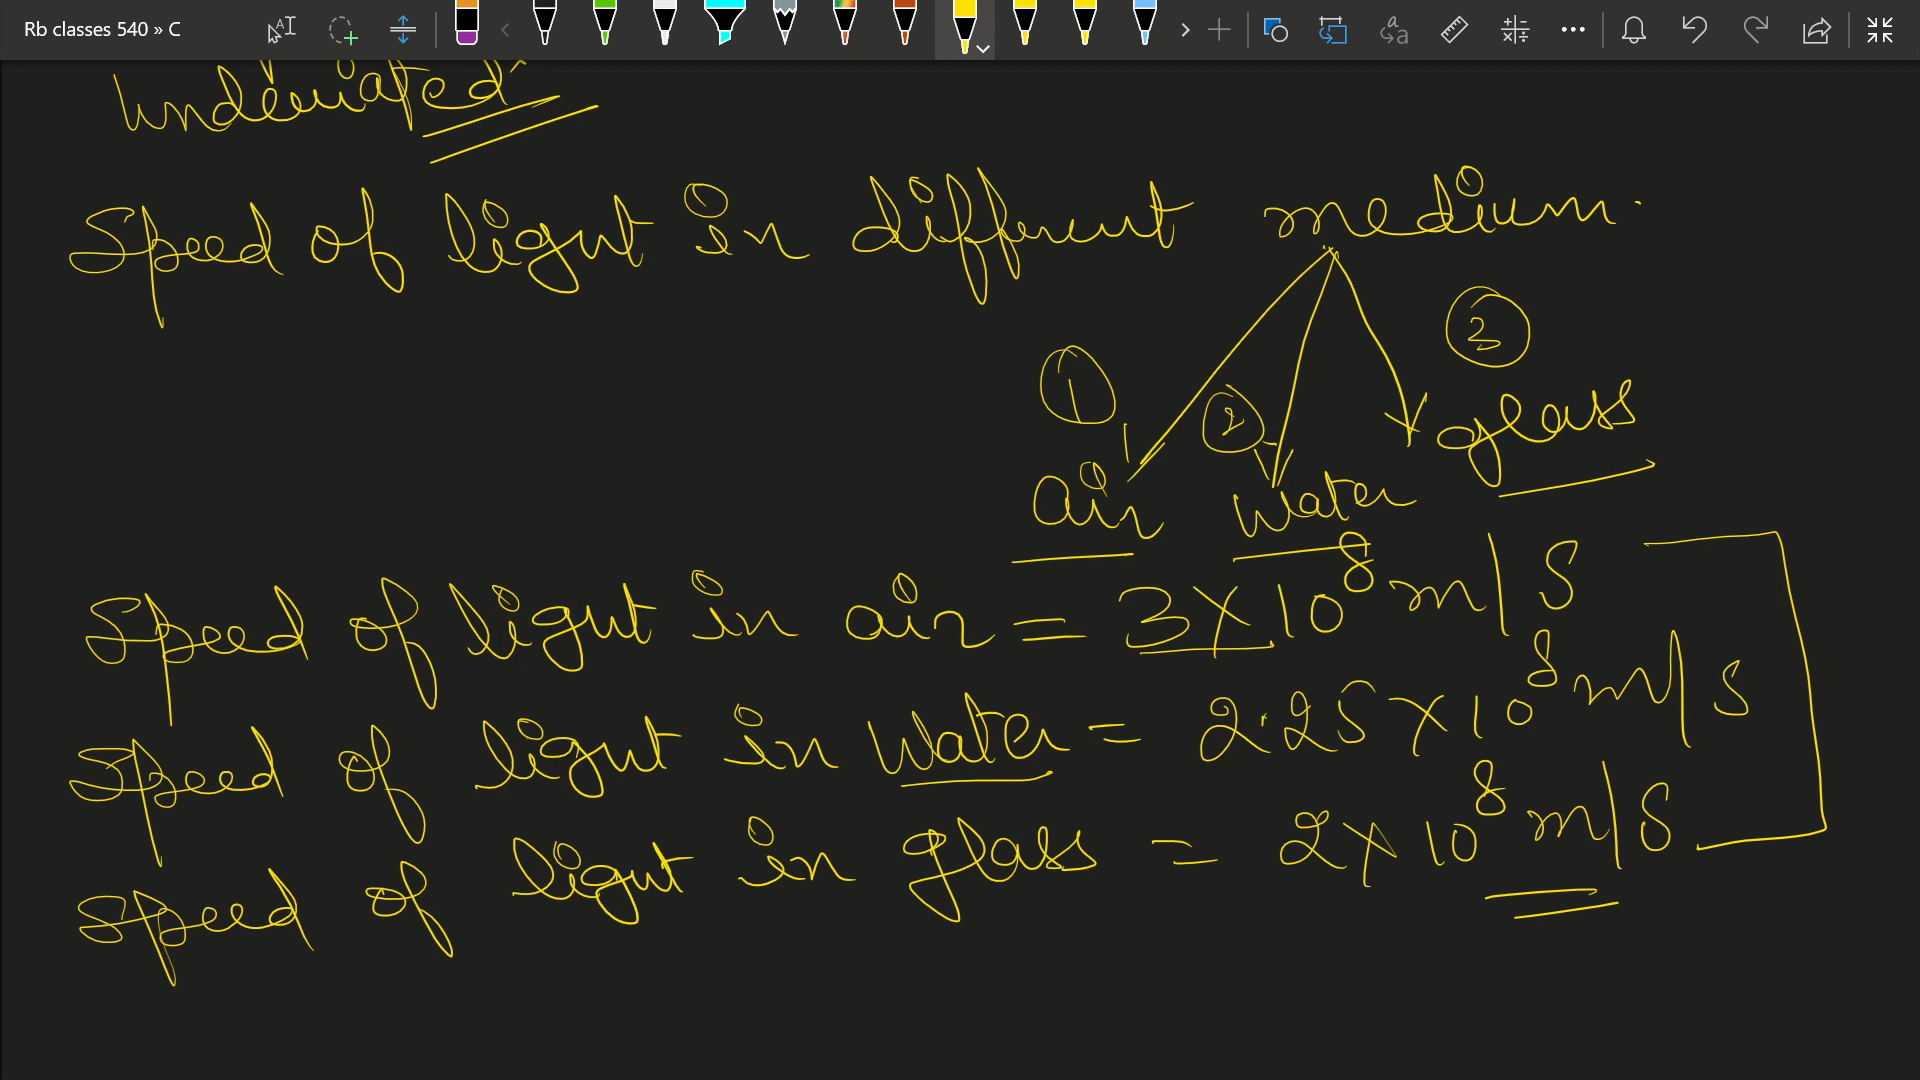 Rb classes 540 » C
undeviated
Speed of light in different medium.
① ② ③
air water glass
Speed of light in air = 3×10⁸ m/s
Speed of light in water = 2.25×10⁸ m/s
Speed of light in glass = 2×10⁸ m/s